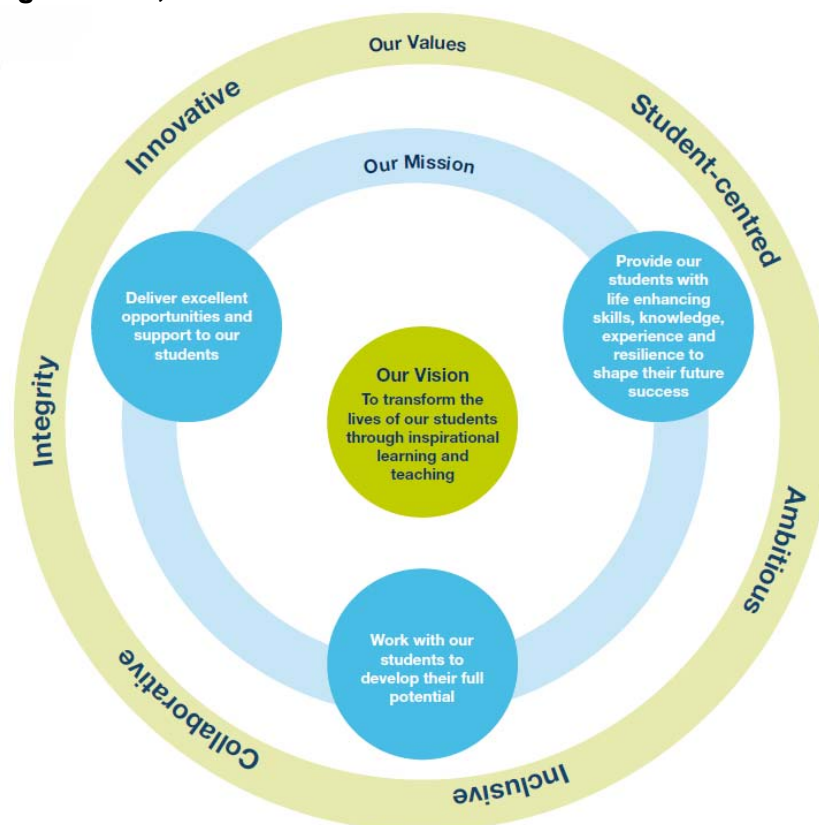 Our Values
Innovative
Student-centred
Our Mission
Deliver excellent
opportunities and
support to our
students
Provide our
students with
life enhancing
skills, knowledge,
experience and
resilience to
shape their future
success
Our Vision
To transform the
lives of our students
through inspirational
learning and
teaching
Integrity
Ambitious
Work with our
students to
develop their full
potential
Collaborative
Inclusive